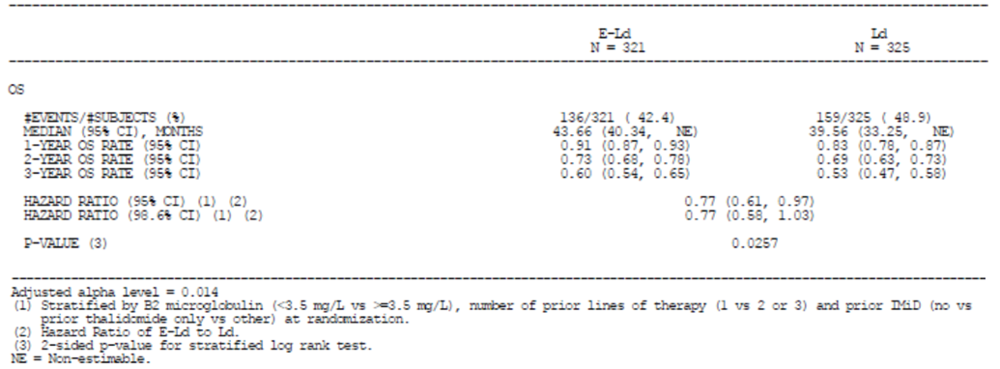 E-Ld Ld
N = 321 N = 325
OS
#EVENTS/#SUBJECTS (%) 136/321 ( 42.4) 159/325 ( 48.9)
MEDIAN (95% CI), MONTHS 43.66 (40.34, NE) 39.56 (33.25, NE)
1-YEAR OS RATE (95% CI) 0.91 (0.87, 0.93) 0.83 (0.78, 0.87)
2-YEAR OS RATE (95% CI) 0.73 (0.68, 0.78) 0.69 (0.63, 0.73)
3-YEAR OS RATE (95% CI) 0.60 (0.54, 0.65) 0.53 (0.47, 0.58)
HAZARD RATIO (95% CI) (1) (2) 0.77 (0.61, 0.97)
HAZARD RATIO (98.6% CI) (1) (2) 0.77 (0.58, 1.03)
P-VALUE (3) 0.0257
Adjusted alpha level = 0.014
(1) Stratified by B2 microglobulin (<3.5 mg/L vs >=3.5 mg/L), number of prior lines of therapy (1 vs 2 or 3) and prior IMiD (no vs
prior thalidomide only vs other) at randomization.
(2) Hazard Ratio of E-Ld to Ld.
(3) 2-sided p-value for stratified log rank test.
NE = Non-estimable.